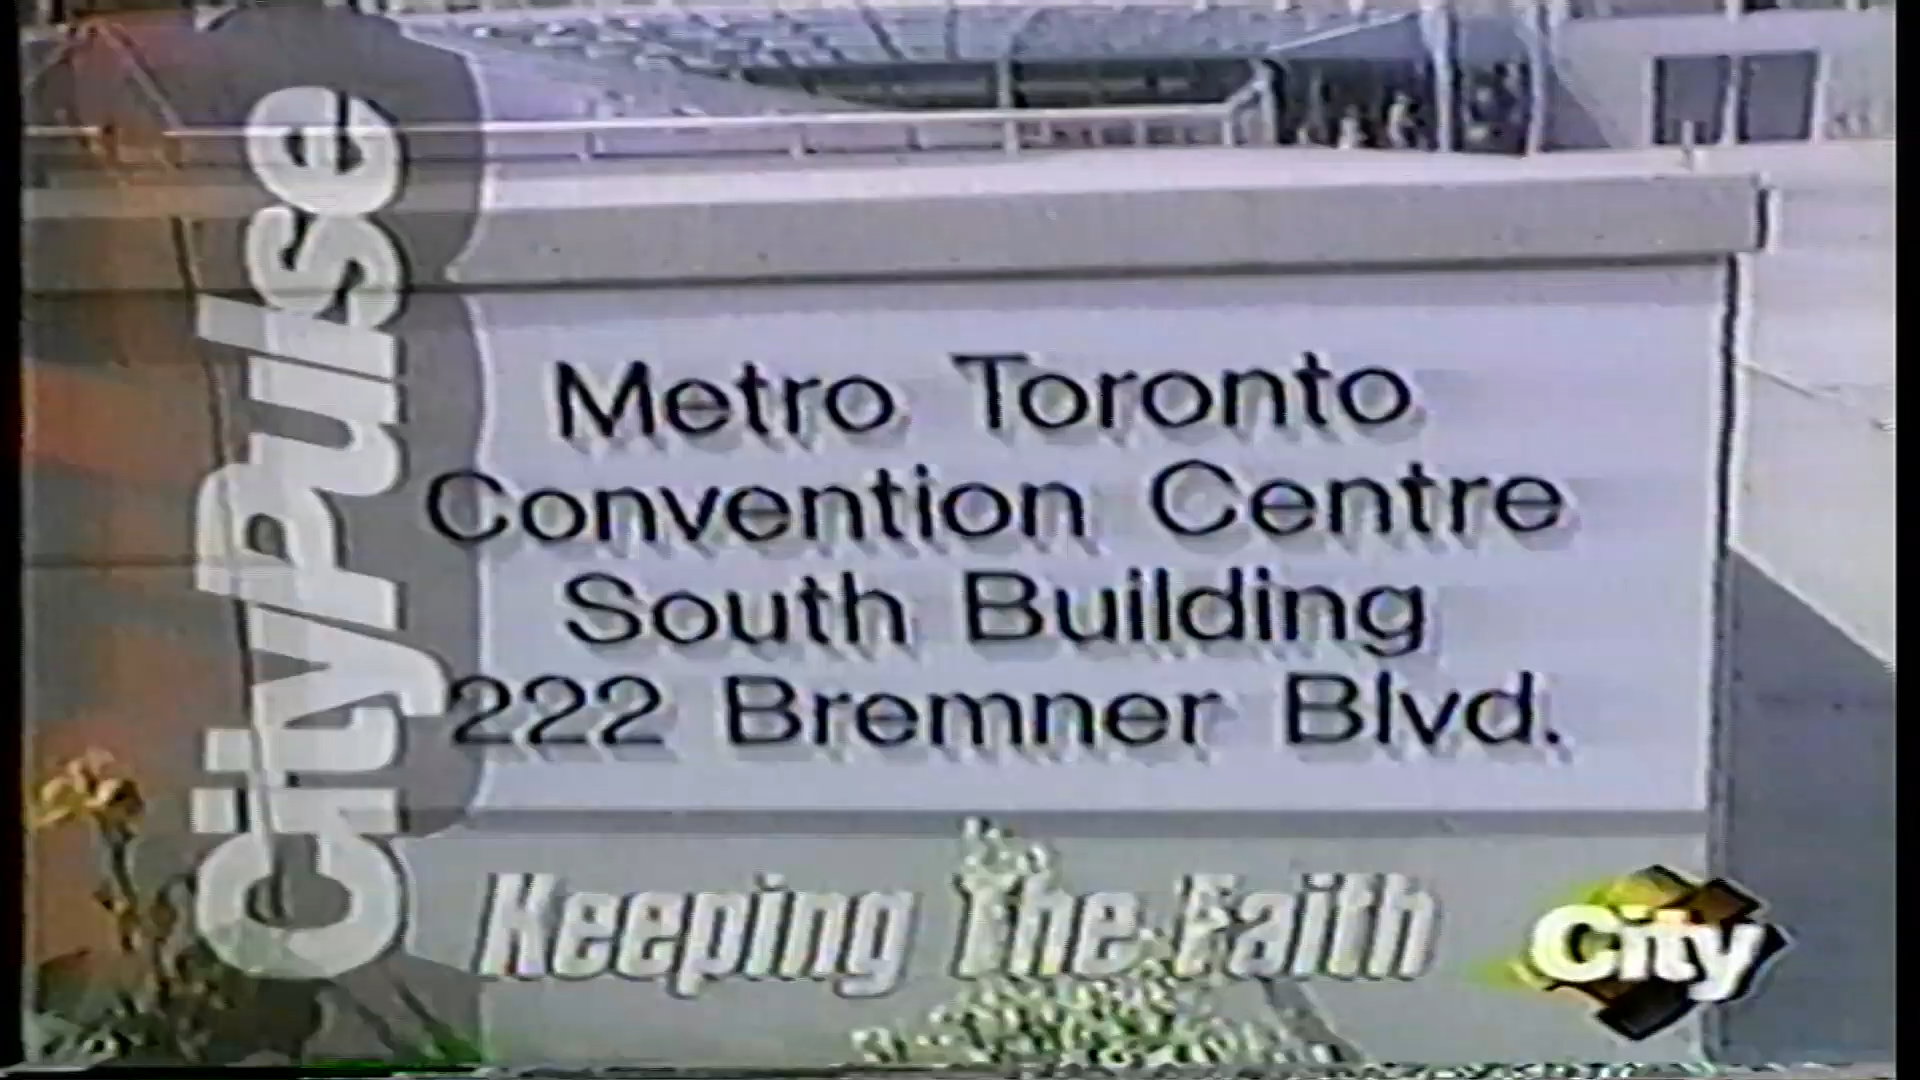 CityPulse
Metro Toronto
Convention Centre
South Building
222 Bremner Blvd.
Keeping The Faith
City